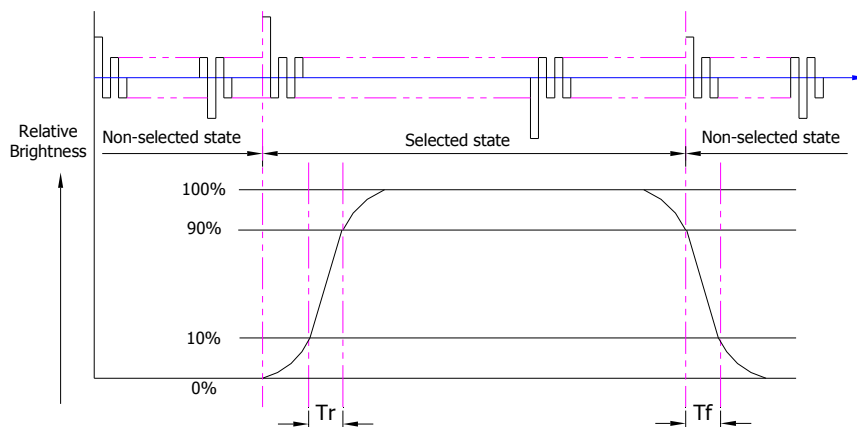 Relative
Brightness
Non-selected state
Selected state
Non-selected state
100%
90%
10%
0%
Tr
Tf